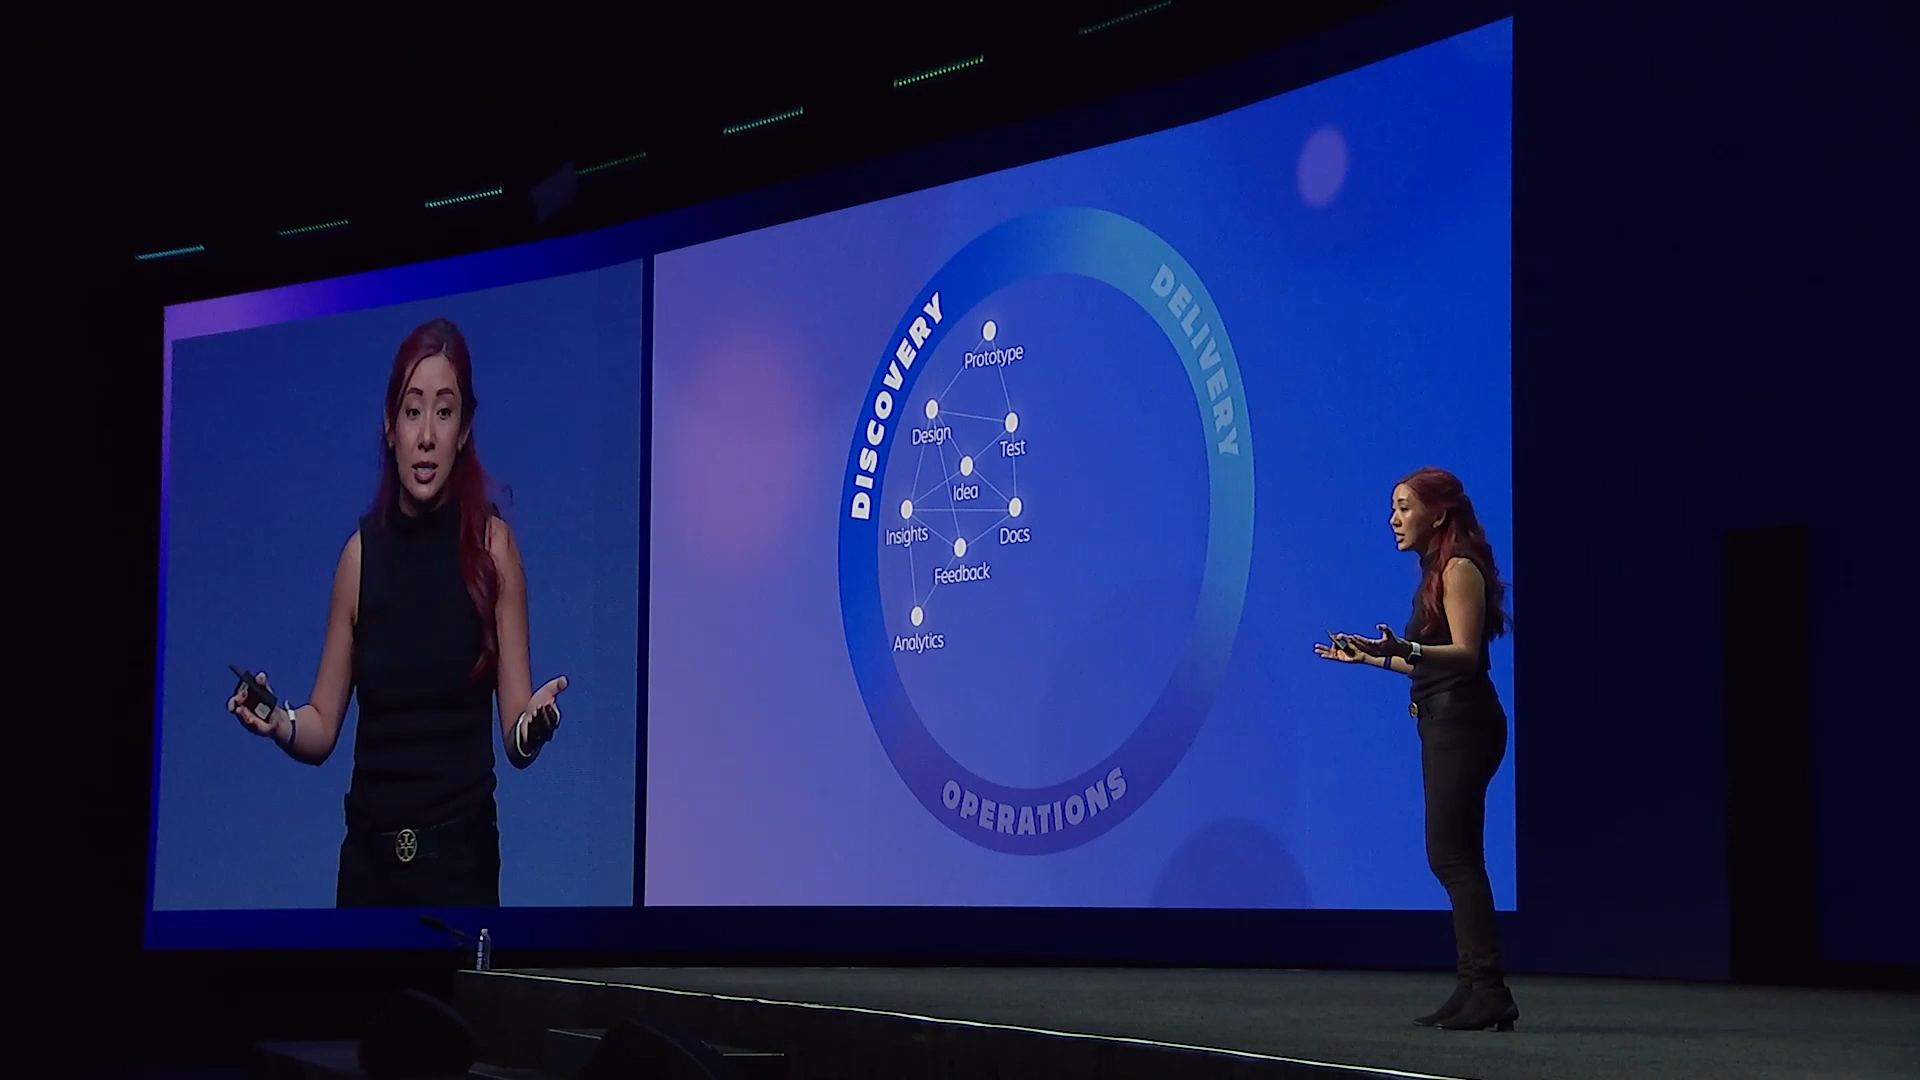 DISCOVERY
DELIVERY
OPERATIONS
Prototype
Design
Test
Idea
Insights
Docs
Feedback
Analytics